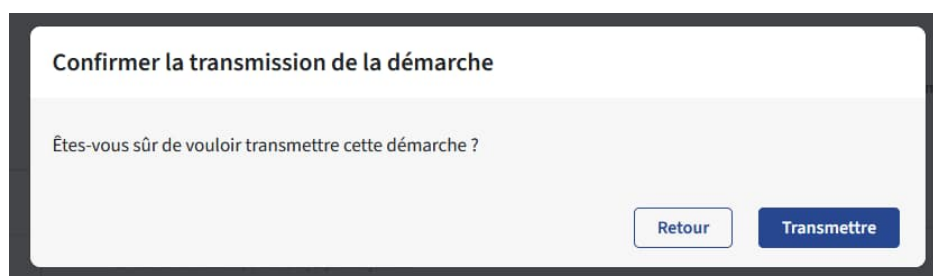 Confirmer la transmission de la démarche
Êtes-vous sûr de vouloir transmettre cette démarche ?
Retour
Transmettre